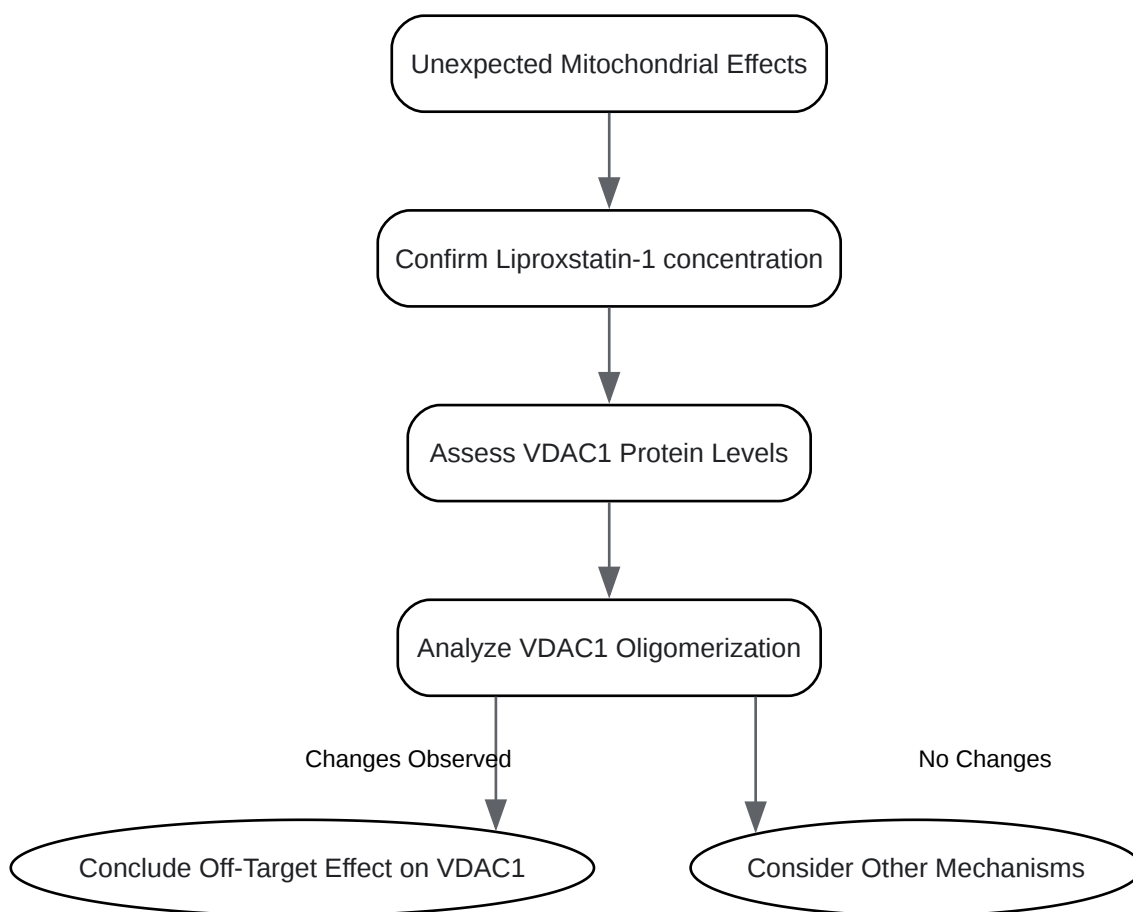 Unexpected Mitochondrial Effects
Confirm Liproxstatin-1 concentration
Assess VDAC1 Protein Levels
Analyze VDAC1 Oligomerization
Changes Observed
No Changes
Conclude Off-Target Effect on VDAC1
Consider Other Mechanisms